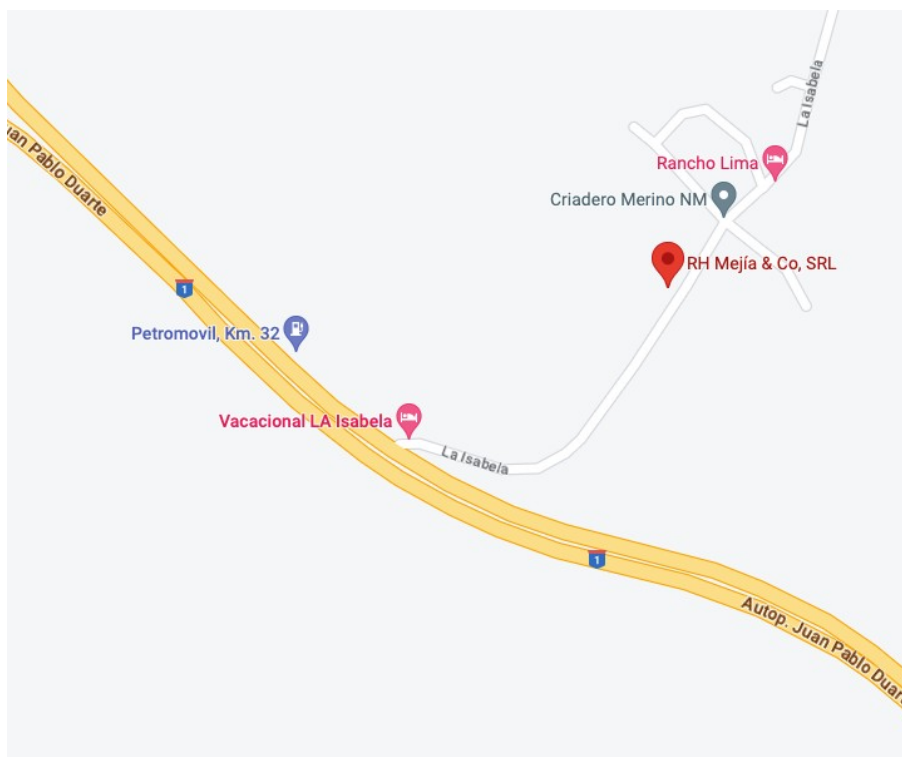 La Isabela
Rancho Lima
Criadero Merino NM
RH Mejía & Co, SRL
Juan Pablo Duarte
1
Petromovil, Km. 32
Vacacional LA Isabela
La Isabela
1
Autop. Juan Pablo Duarte